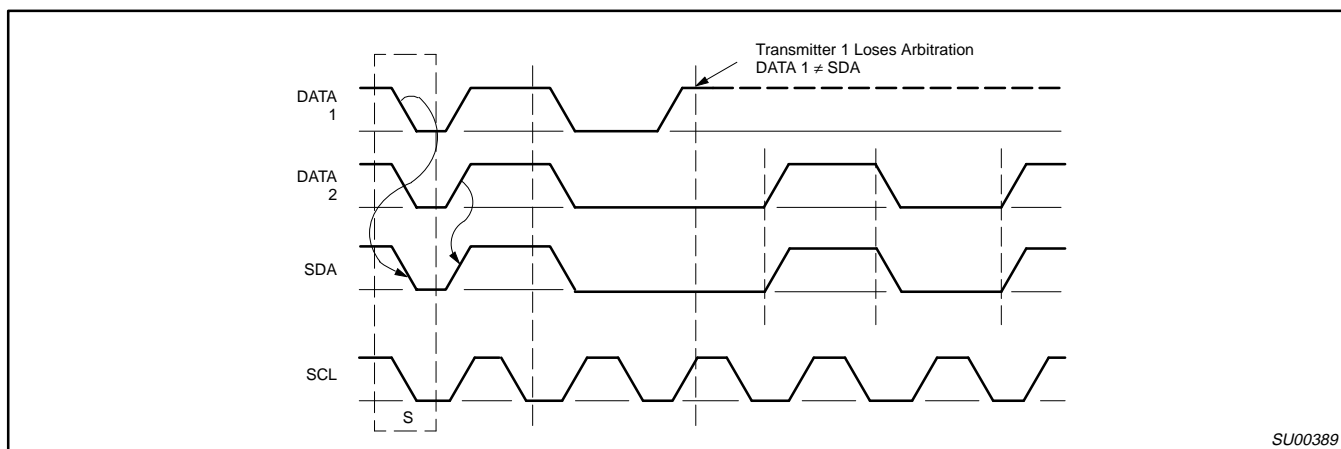 Transmitter 1 Loses Arbitration
DATA 1 ≠ SDA
DATA
1
DATA
2
SDA
SCL
S
SU00389